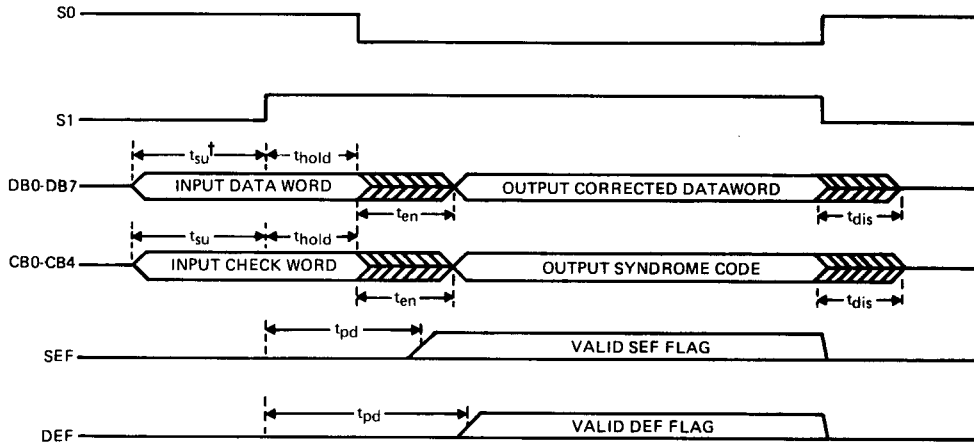 S0
S1
tsu† thold
DB0-DB7 INPUT DATA WORD OUTPUT CORRECTED DATAWORD
ten tdis
tsu thold
CB0-CB4 INPUT CHECK WORD OUTPUT SYNDROME CODE
ten tdis
tpd
SEF VALID SEF FLAG
tpd
DEF VALID DEF FLAG